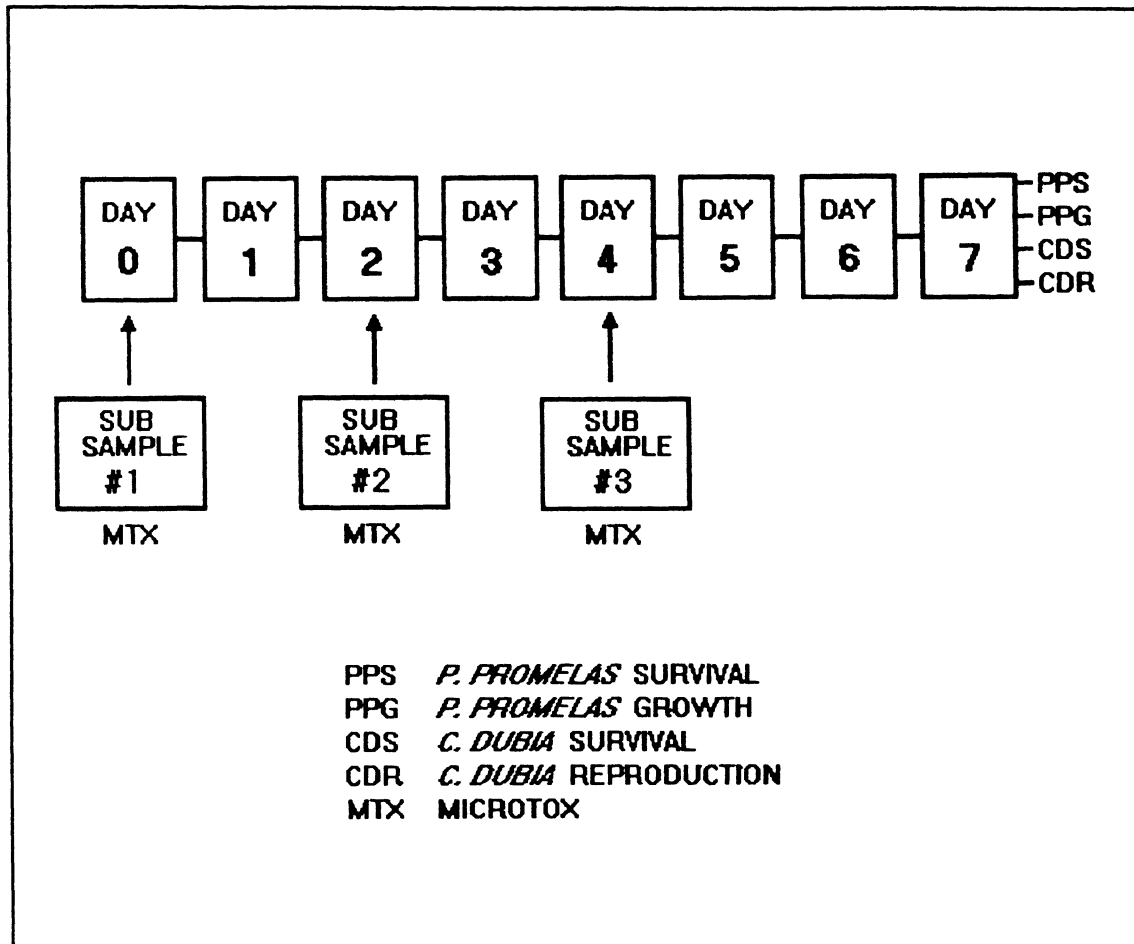 DAY 0
DAY 1
DAY 2
DAY 3
DAY 4
DAY 5
DAY 6
DAY 7
PPS
PPG
CDS
CDR
SUB
SAMPLE
#1
MTX
SUB
SAMPLE
#2
MTX
SUB
SAMPLE
#3
MTX
PPS P. PROMELAS SURVIVAL
PPG P. PROMELAS GROWTH
CDS C. DUBIA SURVIVAL
CDR C. DUBIA REPRODUCTION
MTX MICROTOX